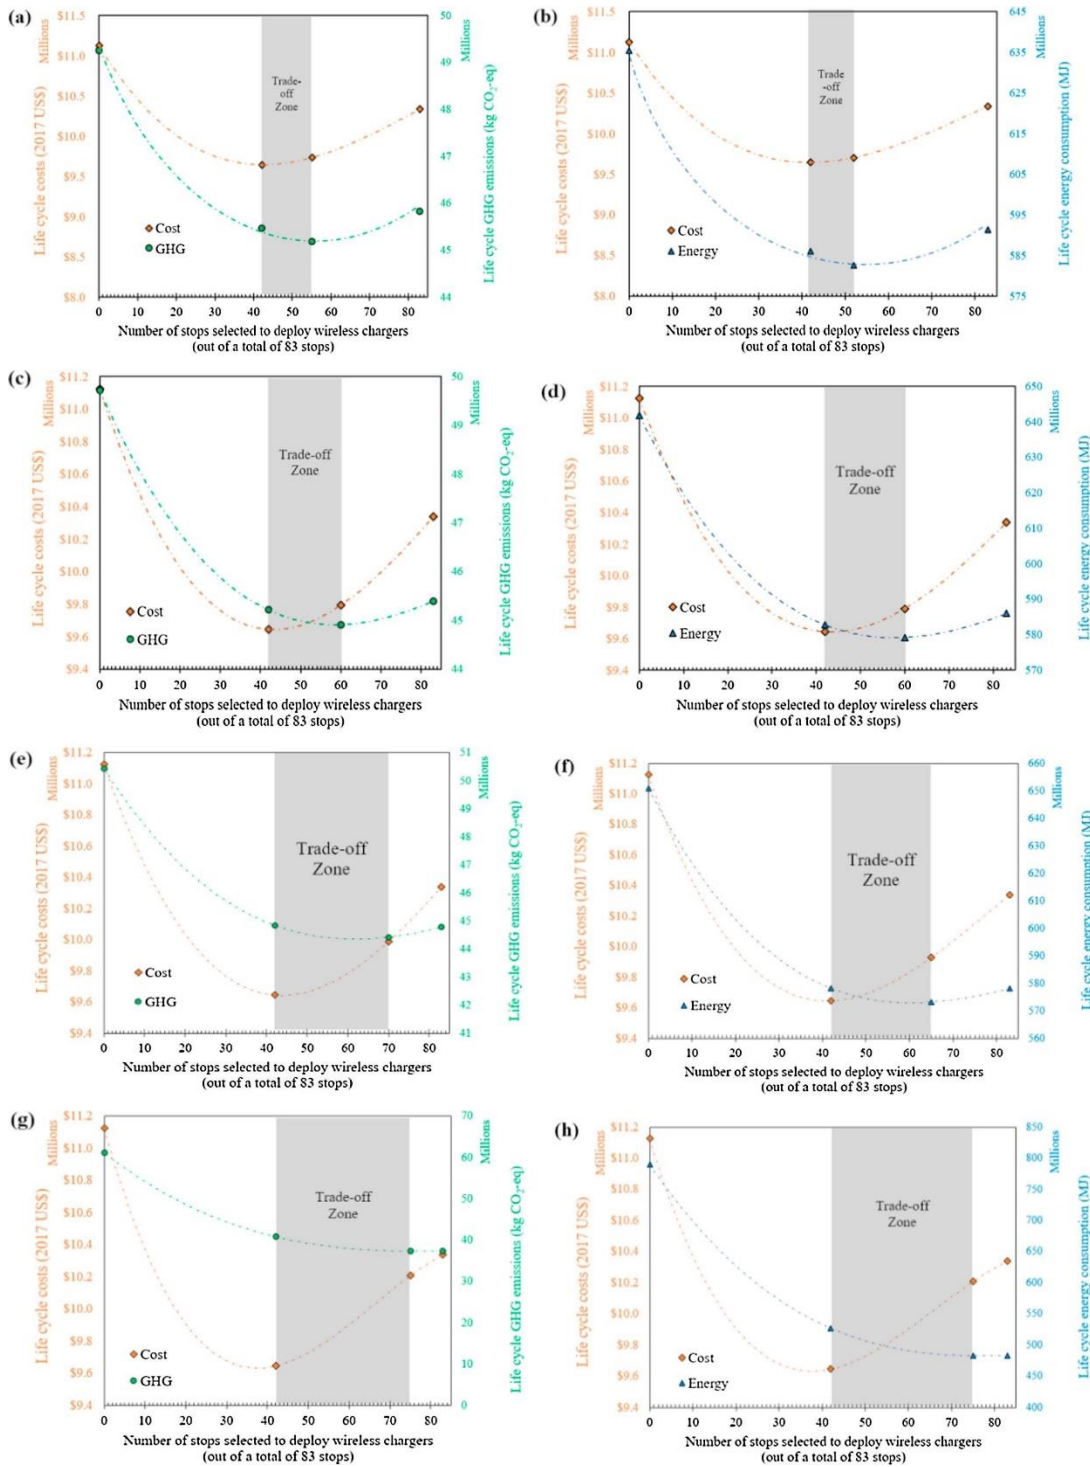 (a)
Life cycle costs (2017 US$)
Millions
$11.5
$11.0
$10.5
$10.0
$9.5
$9.0
$8.5
$8.0
Trade-
off
Zone
Cost
GHG
50
49
48
47
46
45
44
Millions
Life cycle GHG emissions (kg CO₂-eq)
0 10 20 30 40 50 60 70 80
Number of stops selected to deploy wireless chargers
(out of a total of 83 stops)
(b)
Life cycle costs (2017 US$)
Millions
$11.5
$11.0
$10.5
$10.0
$9.5
$9.0
$8.5
$8.0
Trade
-off
Zone
Cost
Energy
645
635
625
615
605
595
585
575
Millions
Life cycle energy consumption (MJ)
0 10 20 30 40 50 60 70 80
Number of stops selected to deploy wireless chargers
(out of a total of 83 stops)
(c)
Life cycle costs (2017 US$)
Millions
$11.2
$11.0
$10.8
$10.6
$10.4
$10.2
$10.0
$9.8
$9.6
$9.4
Trade-off
Zone
Cost
GHG
50
49
48
47
46
45
44
Millions
Life cycle GHG emissions (kg CO₂-eq)
0 10 20 30 40 50 60 70 80
Number of stops selected to deploy wireless chargers
(out of a total of 83 stops)
(d)
Life cycle costs (2017 US$)
Millions
$11.2
$11.0
$10.8
$10.6
$10.4
$10.2
$10.0
$9.8
$9.6
$9.4
Trade-off
Zone
Cost
Energy
650
640
630
620
610
600
590
580
570
Millions
Life cycle energy consumption (MJ)
0 10 20 30 40 50 60 70 80
Number of stops selected to deploy wireless chargers
(out of a total of 83 stops)
(e)
Life cycle costs (2017 US$)
Millions
$11.2
$11.0
$10.8
$10.6
$10.4
$10.2
$10.0
$9.8
$9.6
$9.4
Trade-off
Zone
Cost
GHG
51
50
49
48
47
46
45
44
43
42
41
Millions
Life cycle GHG emissions (kg CO₂-eq)
0 10 20 30 40 50 60 70 80
Number of stops selected to deploy wireless chargers
(out of a total of 83 stops)
(f)
Life cycle costs (2017 US$)
Millions
$11.2
$11.0
$10.8
$10.6
$10.4
$10.2
$10.0
$9.8
$9.6
$9.4
Trade-off
Zone
Cost
Energy
660
650
640
630
620
610
600
590
580
570
560
Millions
Life cycle energy consumption (MJ)
0 10 20 30 40 50 60 70 80
Number of stops selected to deploy wireless chargers
(out of a total of 83 stops)
(g)
Life cycle costs (2017 US$)
Millions
$11.2
$11.0
$10.8
$10.6
$10.4
$10.2
$10.0
$9.8
$9.6
$9.4
Trade-off
Zone
Cost
GHG
70
60
50
40
30
20
10
0
Millions
Life cycle GHG emissions (kg CO₂-eq)
0 10 20 30 40 50 60 70 80
Number of stops selected to deploy wireless chargers
(out of a total of 83 stops)
(h)
Life cycle costs (2017 US$)
Millions
$11.2
$11.0
$10.8
$10.6
$10.4
$10.2
$10.0
$9.8
$9.6
$9.4
Trade-off
Zone
Cost
Energy
850
800
750
700
650
600
550
500
450
400
Millions
Life cycle energy consumption (MJ)
0 10 20 30 40 50 60 70 80
Number of stops selected to deploy wireless chargers
(out of a total of 83 stops)